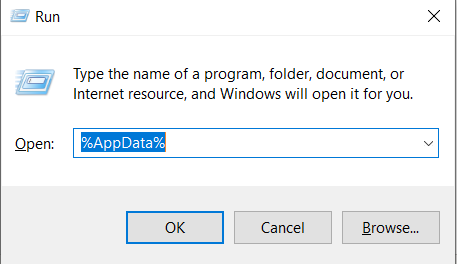 Run
Type the name of a program, folder, document, or
Internet resource, and Windows will open it for you.
Open: %AppData%
OK Cancel Browse...